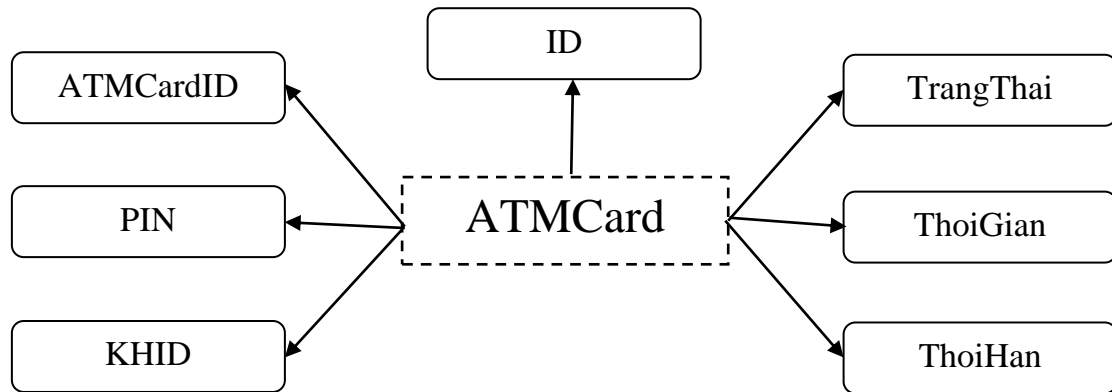 ID
ATMCardID
TrangThai
ATMCard
PIN
ThoiGian
KHID
ThoiHan